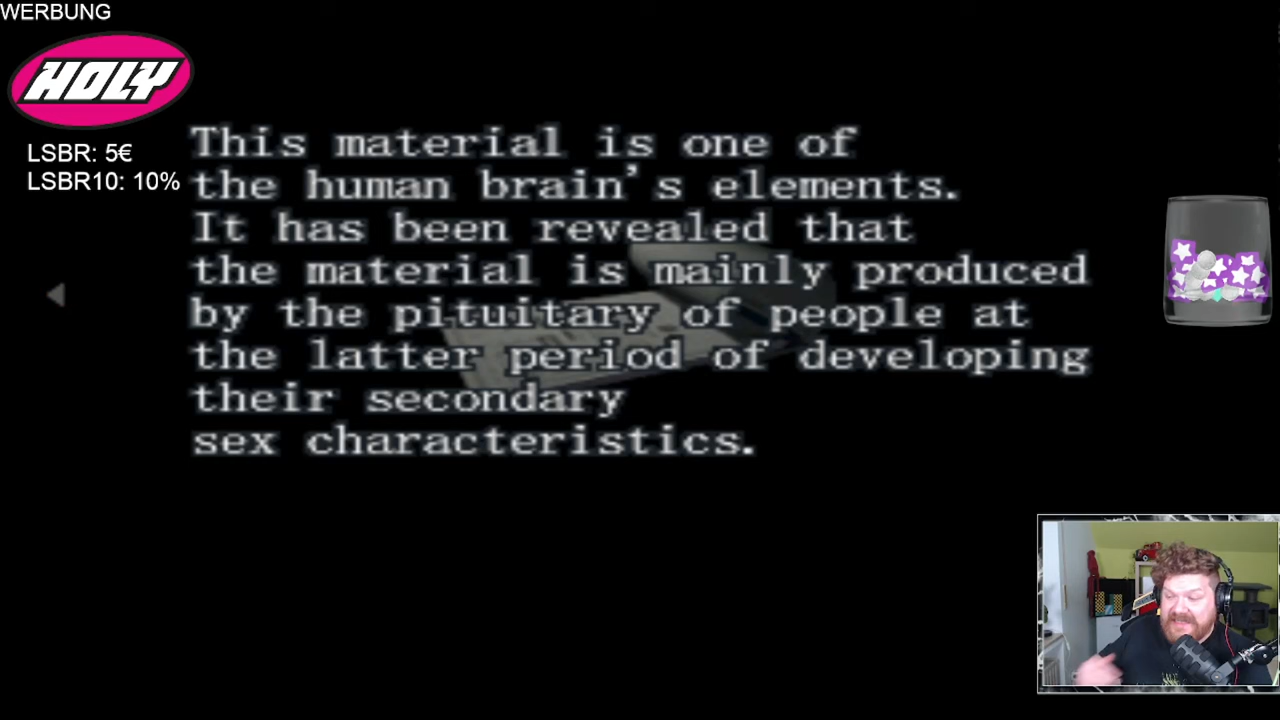 WERBUNG
HOLY
LSBR: 5€
LSBR10: 10%
This material is one of
the human brain's elements.
It has been revealed that
the material is mainly produced
by the pituitary of people at
the latter period of developing
their secondary
sex characteristics.